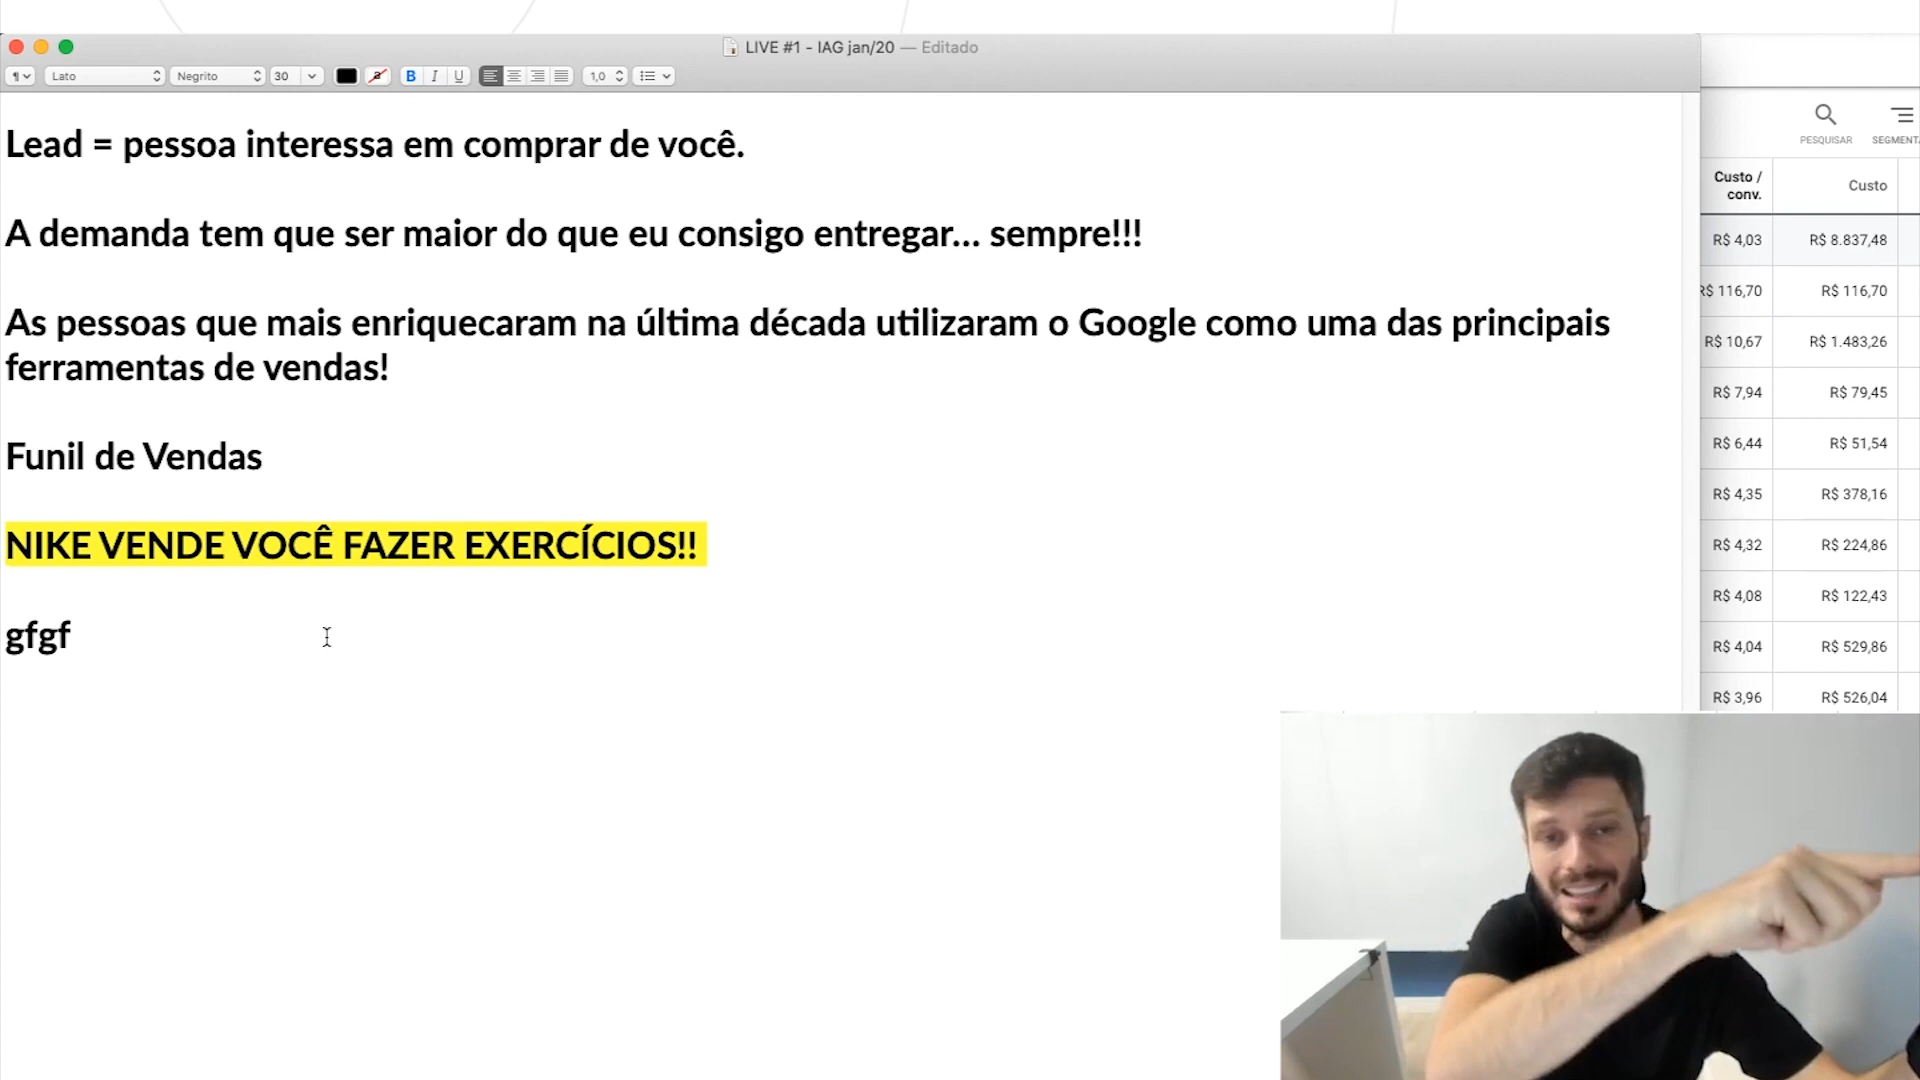 LIVE #1 - IAG jan/20 — Editado
¶ Lato Negrito 30 a B I U 1,0
Lead = pessoa interessa em comprar de você.
A demanda tem que ser maior do que eu consigo entregar... sempre!!!
As pessoas que mais enriquecaram na última década utilizaram o Google como uma das principais
ferramentas de vendas!
Funil de Vendas
NIKE VENDE VOCÊ FAZER EXERCÍCIOS!!
gfgf
PESQUISAR SEGMENTA
Custo /
conv. Custo
R$ 4,03 R$ 8.837,48
R$ 116,70 R$ 116,70
R$ 10,67 R$ 1.483,26
R$ 7,94 R$ 79,45
R$ 6,44 R$ 51,54
R$ 4,35 R$ 378,16
R$ 4,32 R$ 224,86
R$ 4,08 R$ 122,43
R$ 4,04 R$ 529,86
R$ 3,96 R$ 526,04